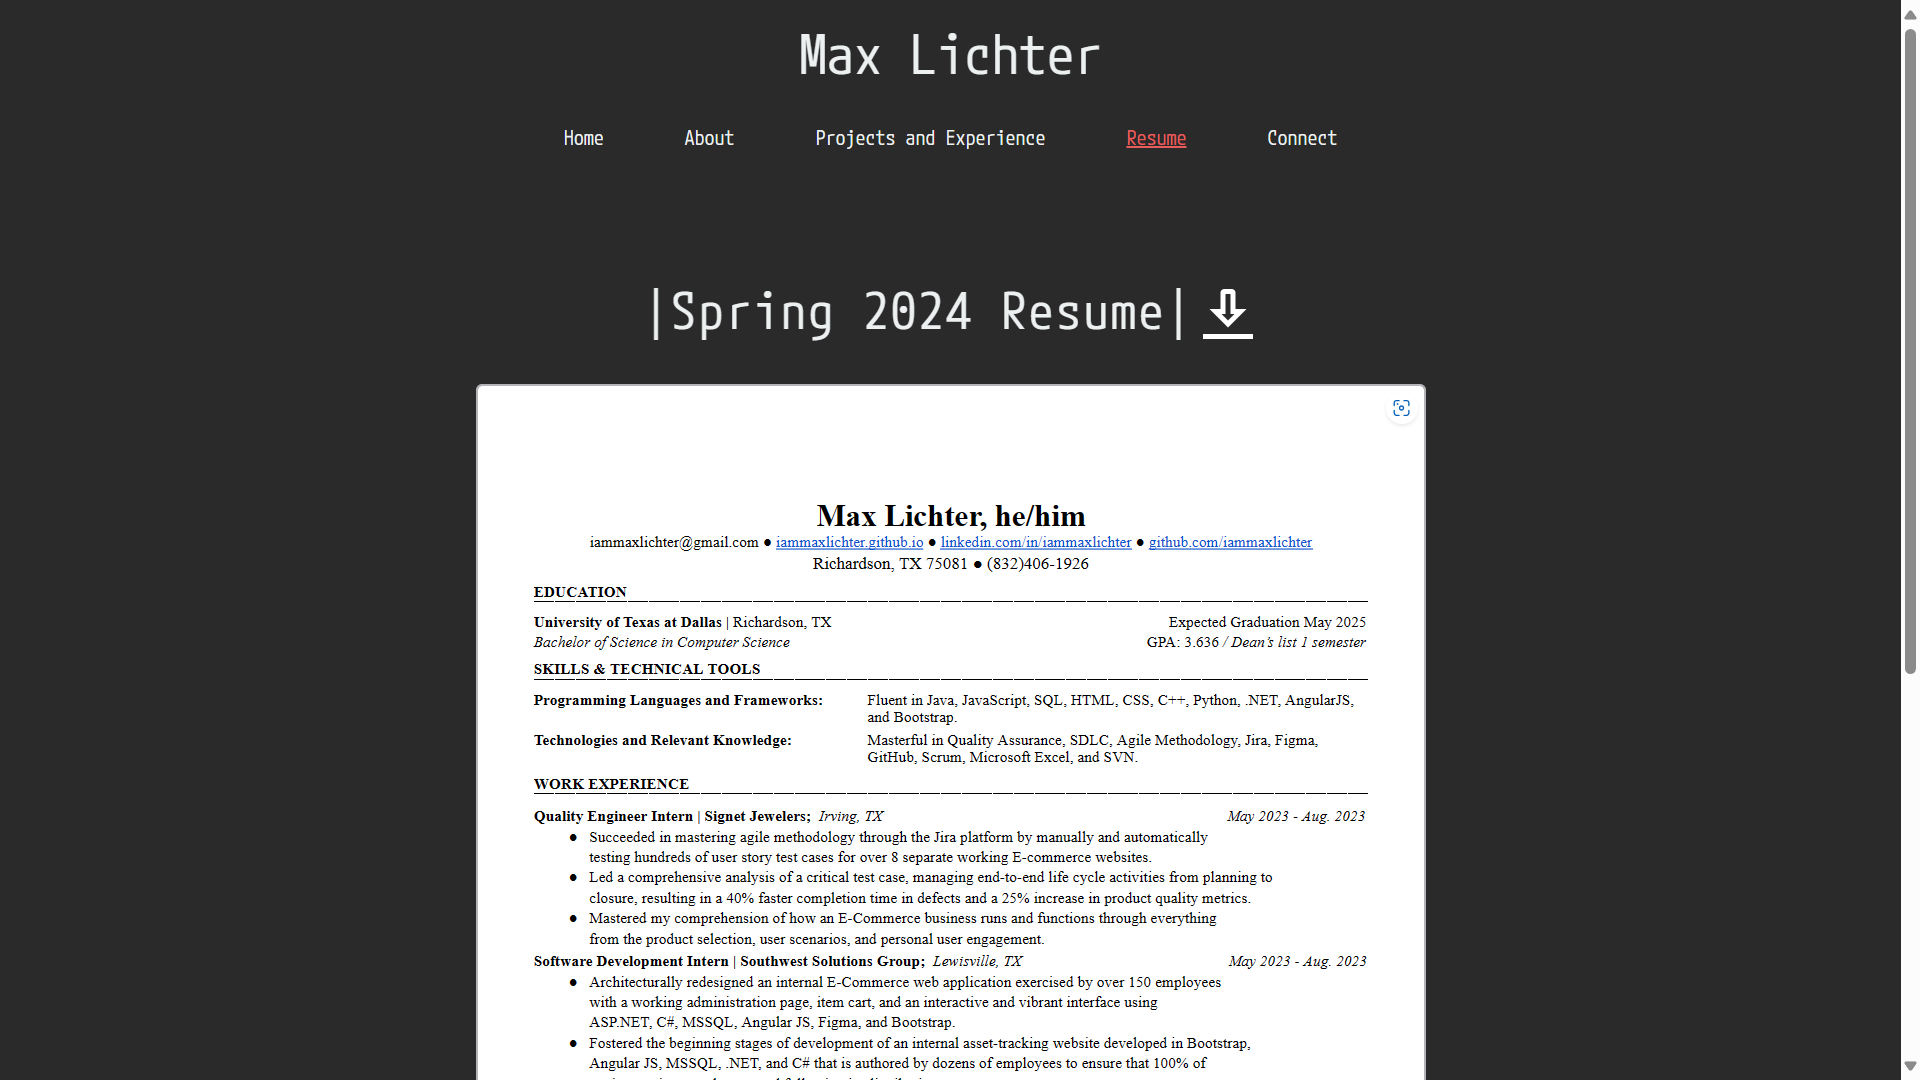 Max Lichter
Home About Projects and Experience Resume Connect
|Spring 2024 Resume|
Max Lichter, he/him
iammaxlichter@gmail.com ● iammaxlichter.github.io ● linkedin.com/in/iammaxlichter ● github.com/iammaxlichter
Richardson, TX 75081 ● (832)406-1926
EDUCATION
University of Texas at Dallas | Richardson, TX Expected Graduation May 2025
Bachelor of Science in Computer Science GPA: 3.636 / Dean's list 1 semester
SKILLS & TECHNICAL TOOLS
Programming Languages and Frameworks: Fluent in Java, JavaScript, SQL, HTML, CSS, C++, Python, .NET, AngularJS,
and Bootstrap.
Technologies and Relevant Knowledge: Masterful in Quality Assurance, SDLC, Agile Methodology, Jira, Figma,
GitHub, Scrum, Microsoft Excel, and SVN.
WORK EXPERIENCE
Quality Engineer Intern | Signet Jewelers; Irving, TX May 2023 - Aug. 2023
● Succeeded in mastering agile methodology through the Jira platform by manually and automatically
testing hundreds of user story test cases for over 8 separate working E-commerce websites.
● Led a comprehensive analysis of a critical test case, managing end-to-end life cycle activities from planning to
closure, resulting in a 40% faster completion time in defects and a 25% increase in product quality metrics.
● Mastered my comprehension of how an E-Commerce business runs and functions through everything
from the product selection, user scenarios, and personal user engagement.
Software Development Intern | Southwest Solutions Group; Lewisville, TX May 2023 - Aug. 2023
● Architecturally redesigned an internal E-Commerce web application exercised by over 150 employees
with a working administration page, item cart, and an interactive and vibrant interface using
ASP.NET, C#, MSSQL, Angular JS, Figma, and Bootstrap.
● Fostered the beginning stages of development of an internal asset-tracking website developed in Bootstrap,
Angular JS, MSSQL, .NET, and C# that is authored by dozens of employees to ensure that 100% of